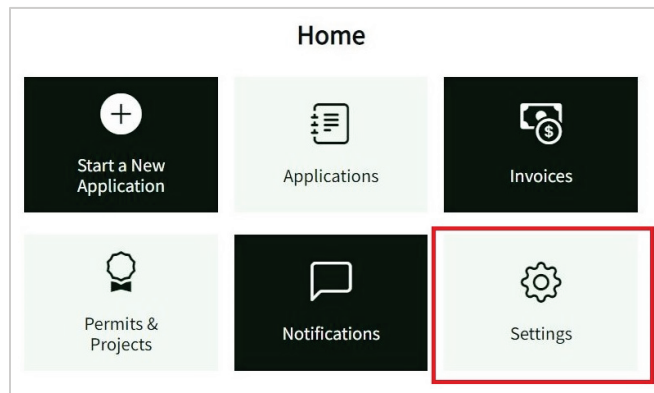 Home
Start a New
Application
Applications
Invoices
Permits &
Projects
Notifications
Settings